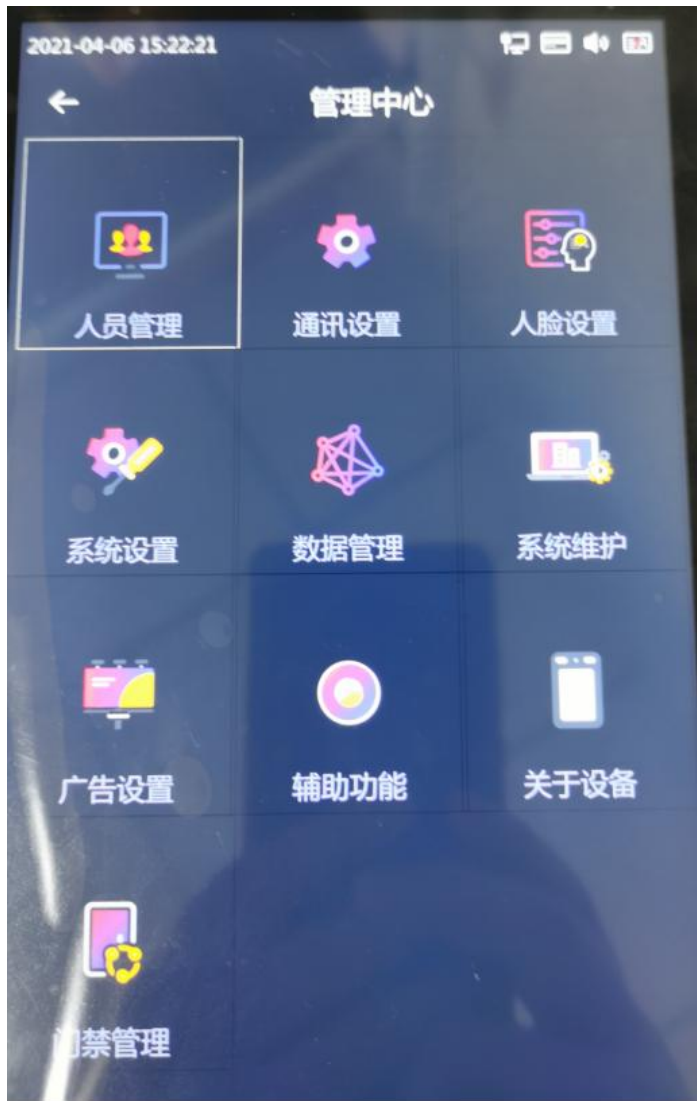 2021-04-06 15:22:21
管理中心
人员管理 通讯设置 人脸设置
系统设置 数据管理 系统维护
广告设置 辅助功能 关于设备
门禁管理